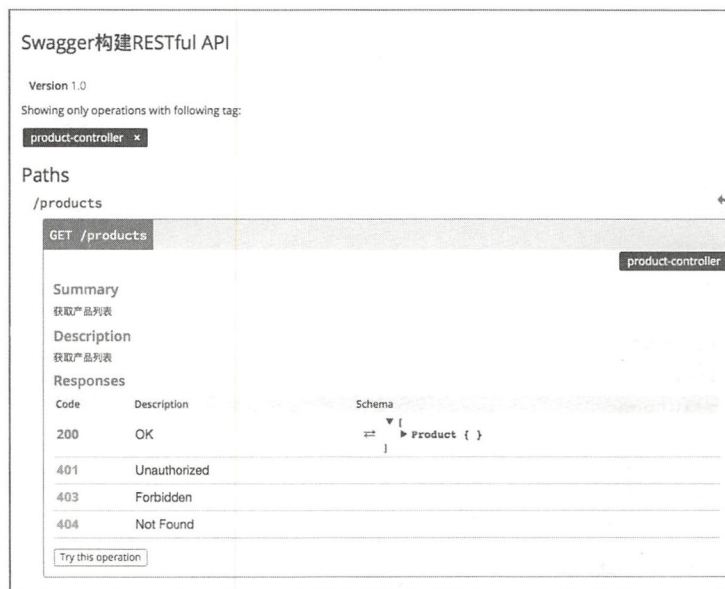 Swagger构建RESTful API
Version 1.0
Showing only operations with following tag:
product-controller ×
Paths
/products
GET /products
product-controller
Summary
获取产品列表
Description
获取产品列表
Responses
Code Description Schema
200 OK ⇄ ▼ [
▶ Product { }
]
401 Unauthorized
403 Forbidden
404 Not Found
Try this operation